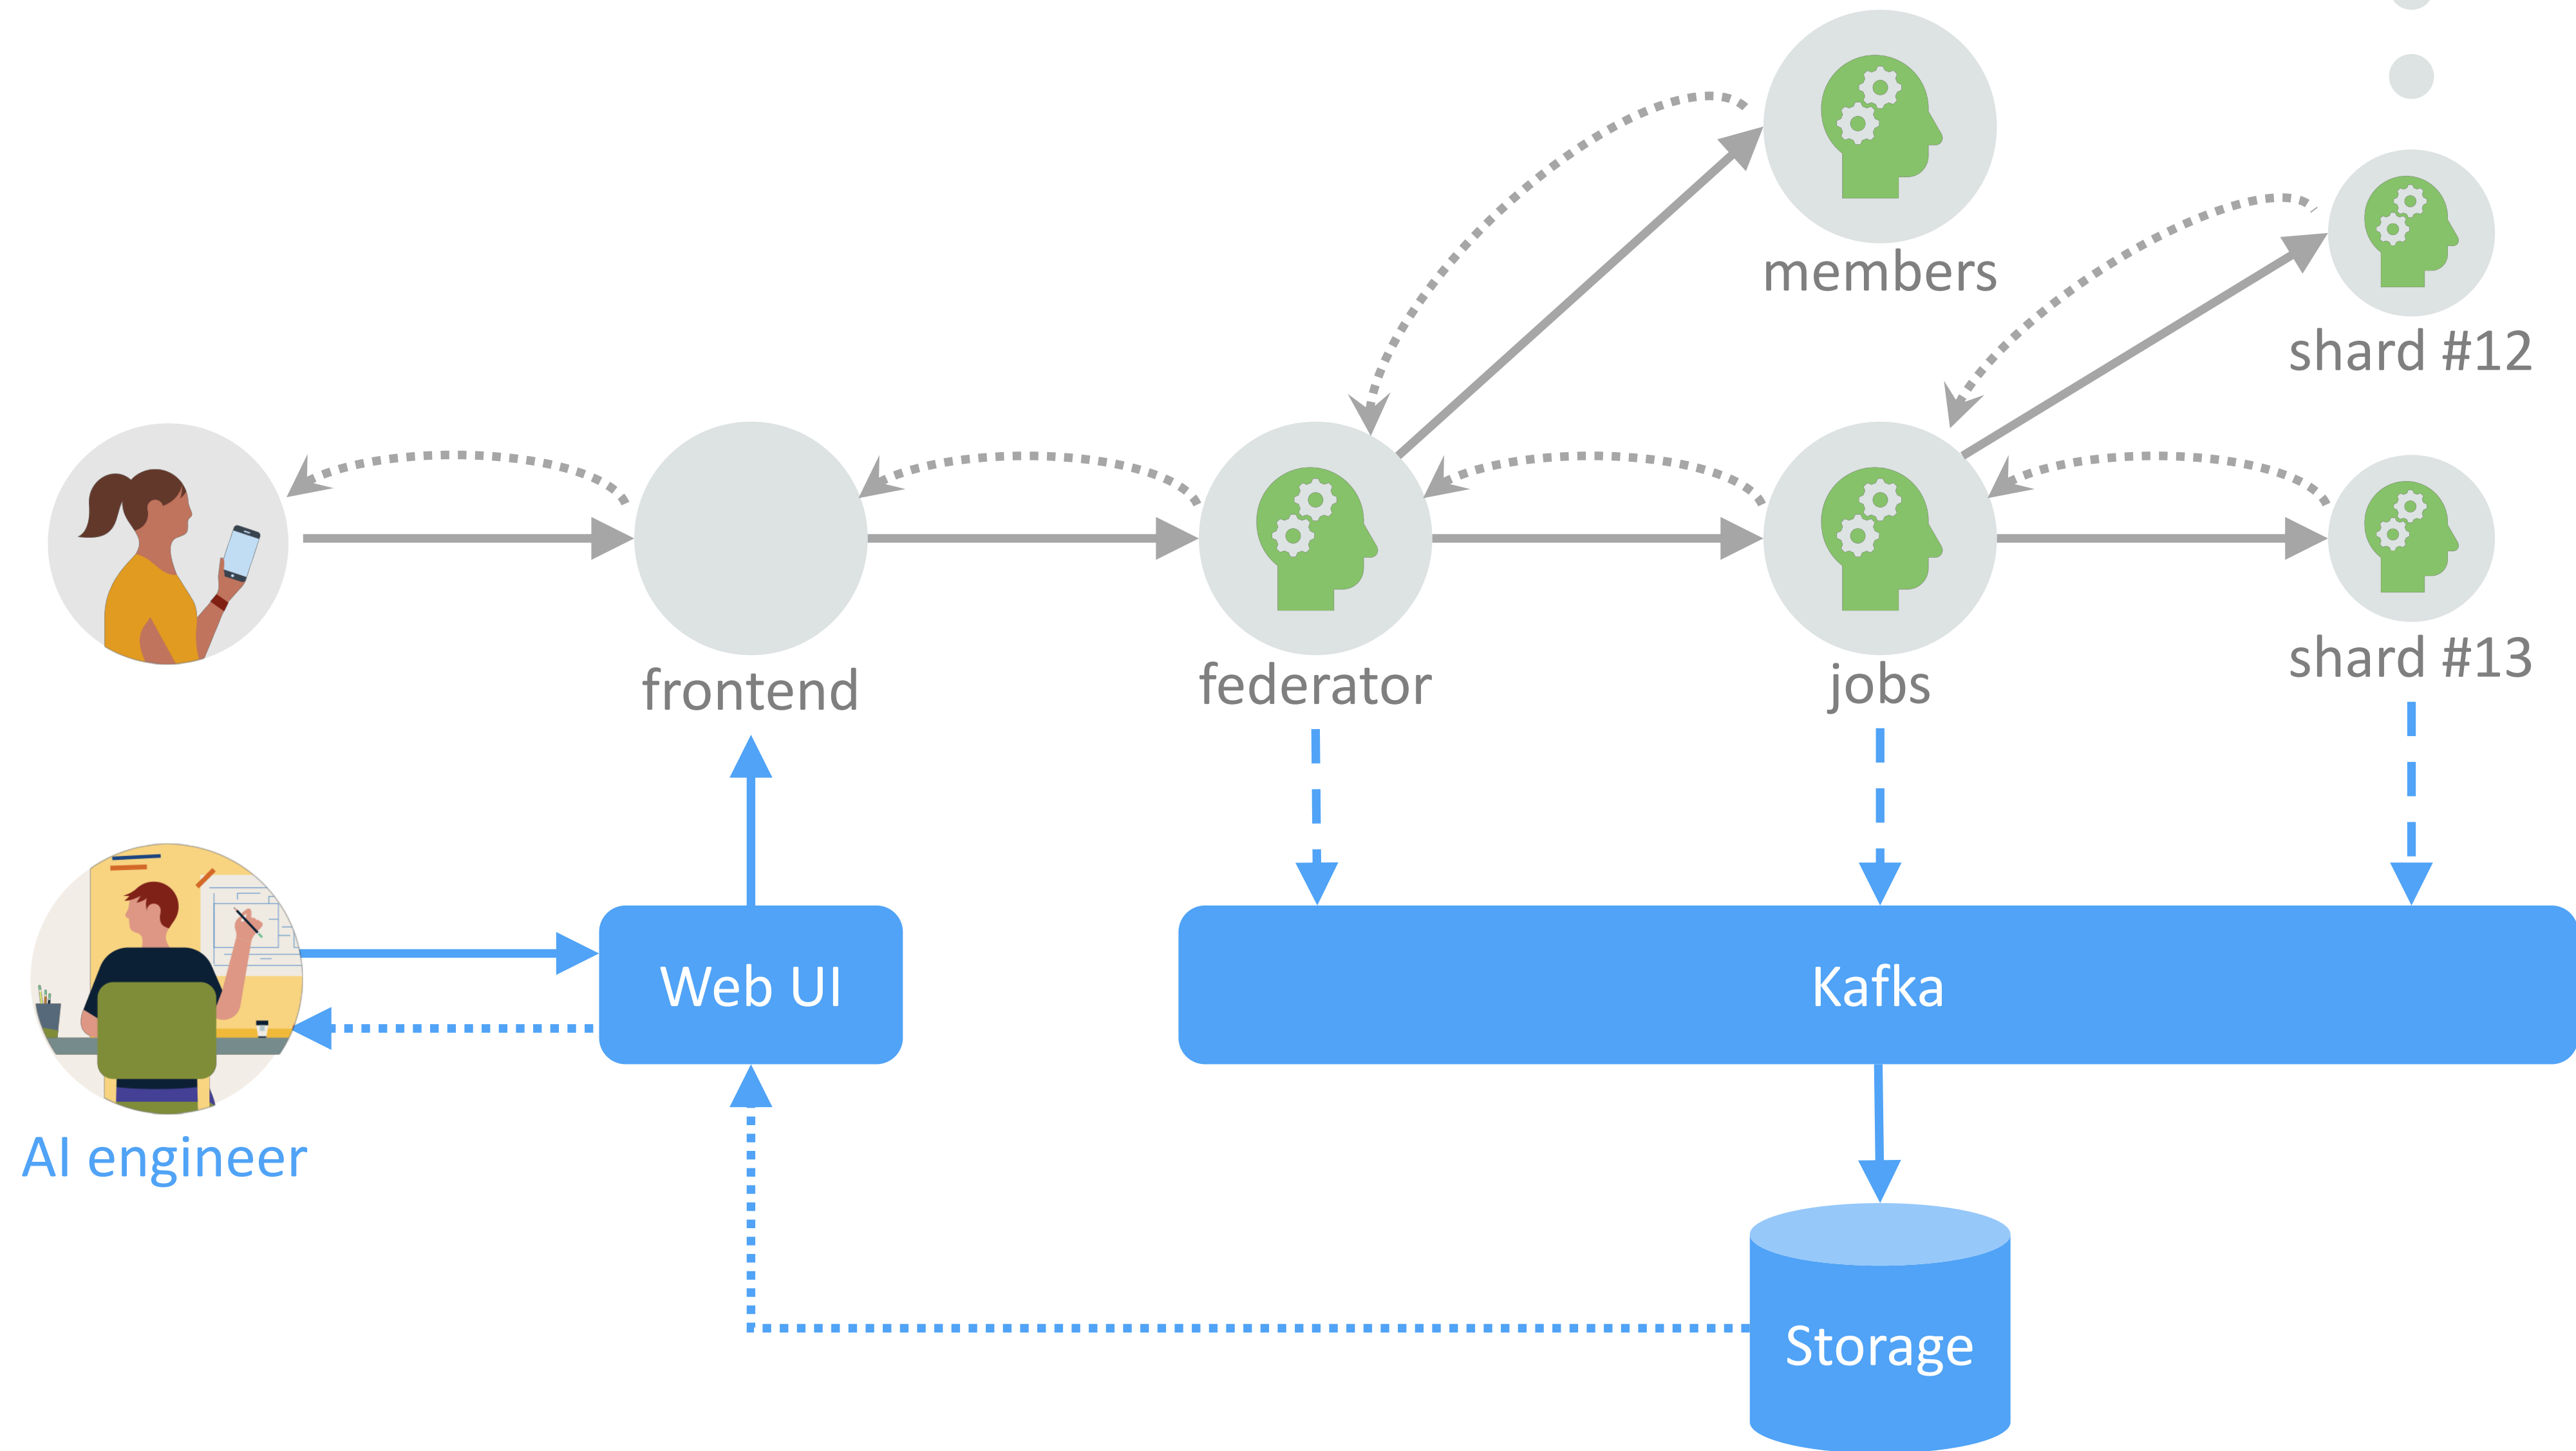 members
shard #12
frontend
federator
jobs
shard #13
Web UI
Kafka
AI engineer
Storage